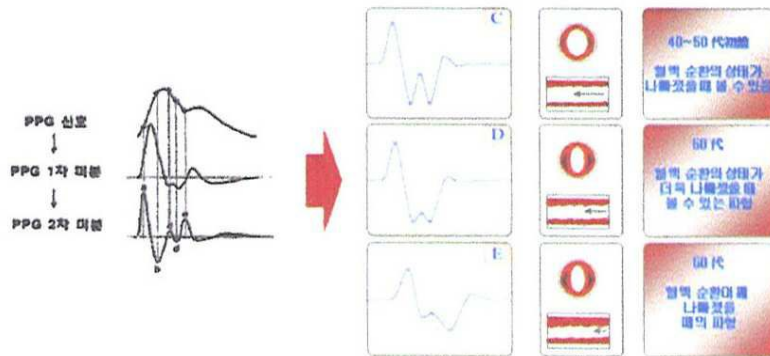 PPG 신호
PPG 1차 미분
PPG 2차 미분
a
b
c
d
e
C
40~50 代初盤
혈액 순환의 상태가
나빠졌을때 볼 수 있는
D
60 代
혈액 순환의 상태가
더욱 나빠졌을 때
볼 수 있는 파형
E
60 代
혈액 순환이
나빠졌을
때의 파형